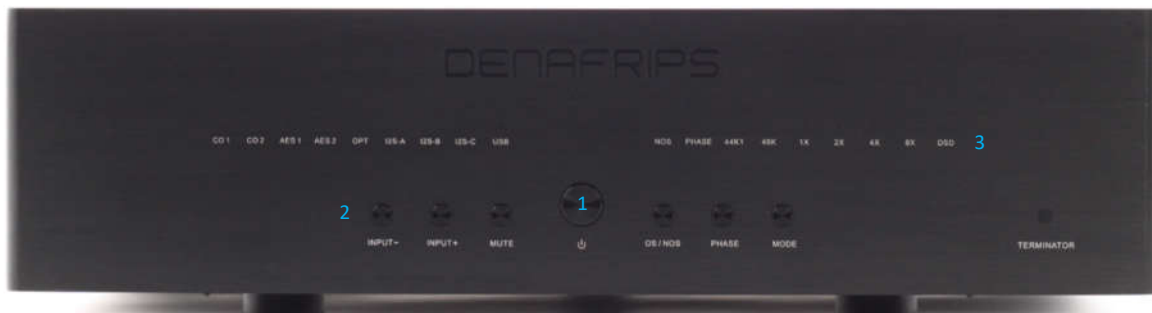 DENAFRIPS
CO 1 CO 2 AES 1 AES 2 OPT I2S-A I2S-B I2S-C USB NOS PHASE 44K1 48K 1X 2X 4X 8X DSD 3
2 1
INPUT− INPUT+ MUTE OS / NOS PHASE MODE TERMINATOR